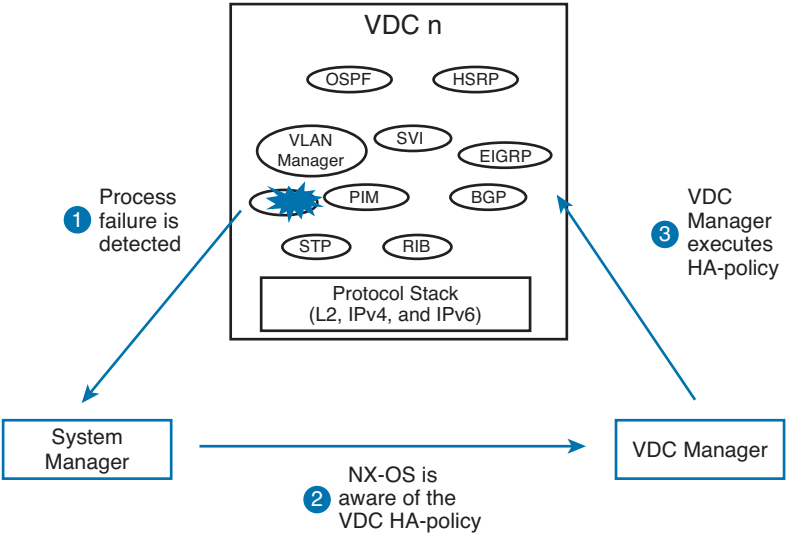 VDC n
OSPF
HSRP
VLAN
Manager
SVI
EIGRP
PIM
BGP
STP
RIB
Protocol Stack
(L2, IPv4, and IPv6)
1
Process
failure is
detected
3
VDC
Manager
executes
HA-policy
System
Manager
VDC Manager
2
NX-OS is
aware of the
VDC HA-policy